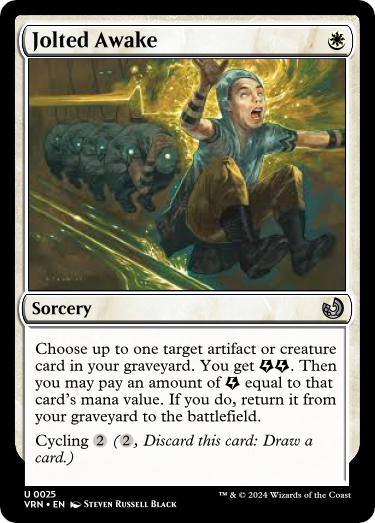 Jolted Awake
Sorcery
Choose up to one target artifact or creature
card in your graveyard. You get. Then
you may pay an amount of equal to that
card's mana value. If you do, return it from
your graveyard to the battlefield.
Cycling 2 (2, Discard this card: Draw a
card.)
U 0025
VRN • EN STEVEN RUSSELL BLACK
™ & © 2024 Wizards of the Coast